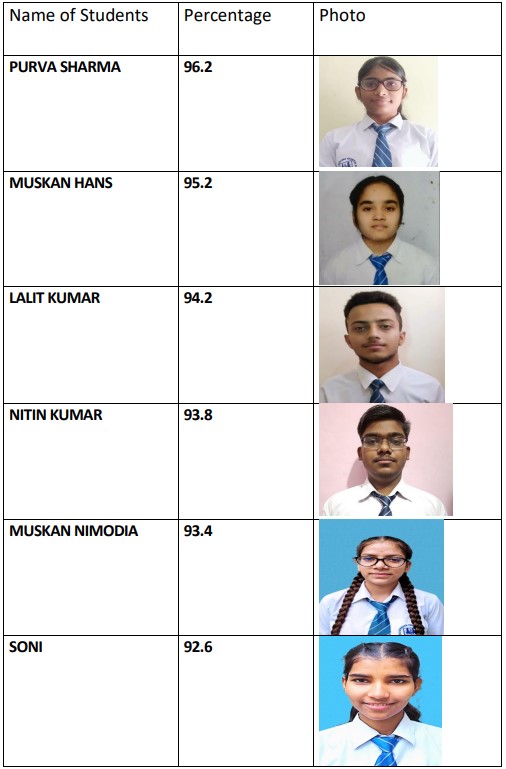 Name of Students Percentage Photo
PURVA SHARMA 96.2
MUSKAN HANS 95.2
LALIT KUMAR 94.2
NITIN KUMAR 93.8
MUSKAN NIMODIA 93.4
SONI 92.6